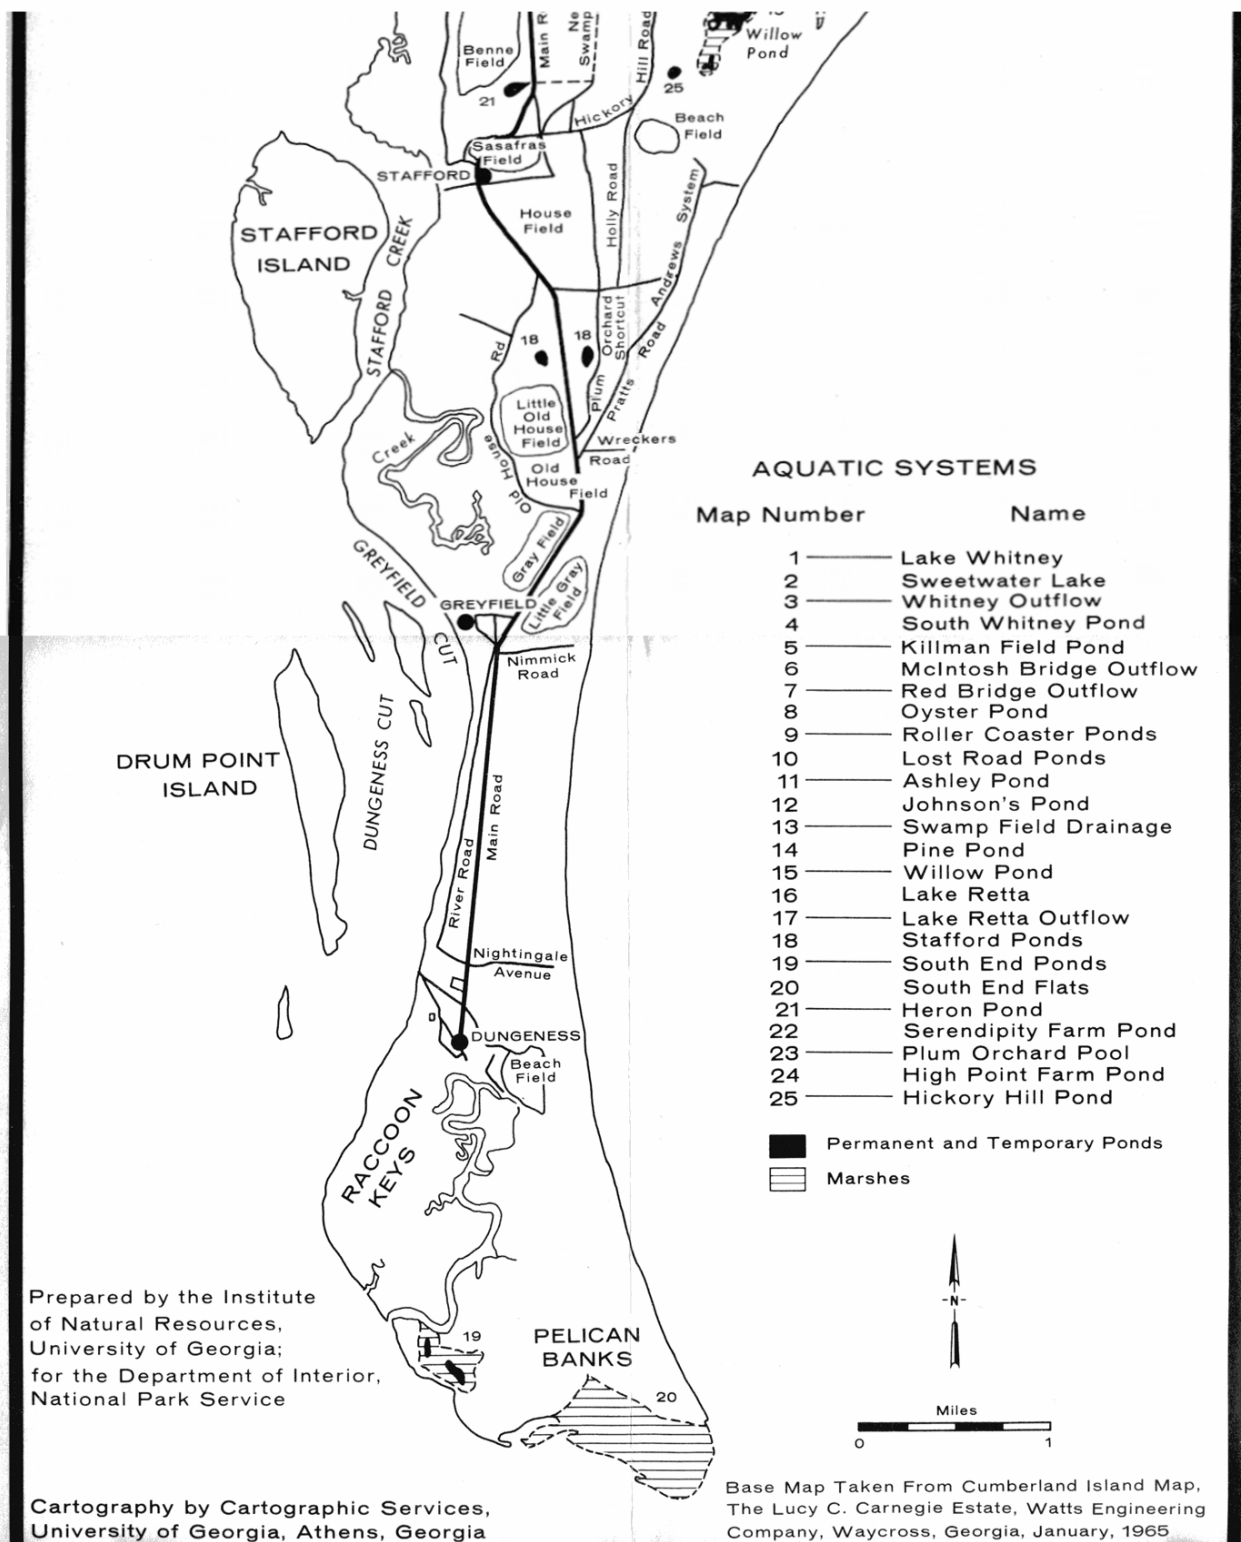 Benne
Field
Main R
Ne
Swamp
Hill Road
15
Willow
Pond
21
25
Hickory
Beach
Field
Sasafras
Field
STAFFORD
House
Field
Holly Road
Andrews System
STAFFORD
ISLAND
STAFFORD CREEK
Orchard
Shortcut
18
18
Rd
Plum
Pratts Road
Little
Old
House
Field
Creek
Old House
Wreckers
Road
Old
House
Field
Gray Field
Little Gray
Field
GREYFIELD CUT
GREYFIELD
Nimmick
Road
DRUM POINT
ISLAND
DUNGENESS CUT
River Road
Main Road
Nightingale
Avenue
DUNGENESS
Beach
Field
RACCOON
KEYS
19
PELICAN
BANKS
20
AQUATIC SYSTEMS
Map Number Name
1 Lake Whitney
2 Sweetwater Lake
3 Whitney Outflow
4 South Whitney Pond
5 Killman Field Pond
6 McIntosh Bridge Outflow
7 Red Bridge Outflow
8 Oyster Pond
9 Roller Coaster Ponds
10 Lost Road Ponds
11 Ashley Pond
12 Johnson's Pond
13 Swamp Field Drainage
14 Pine Pond
15 Willow Pond
16 Lake Retta
17 Lake Retta Outflow
18 Stafford Ponds
19 South End Ponds
20 South End Flats
21 Heron Pond
22 Serendipity Farm Pond
23 Plum Orchard Pool
24 High Point Farm Pond
25 Hickory Hill Pond
Permanent and Temporary Ponds
Marshes
-N-
Miles
0 1
Prepared by the Institute
of Natural Resources,
University of Georgia;
for the Department of Interior,
National Park Service
Cartography by Cartographic Services,
University of Georgia, Athens, Georgia
Base Map Taken From Cumberland Island Map,
The Lucy C. Carnegie Estate, Watts Engineering
Company, Waycross, Georgia, January, 1965